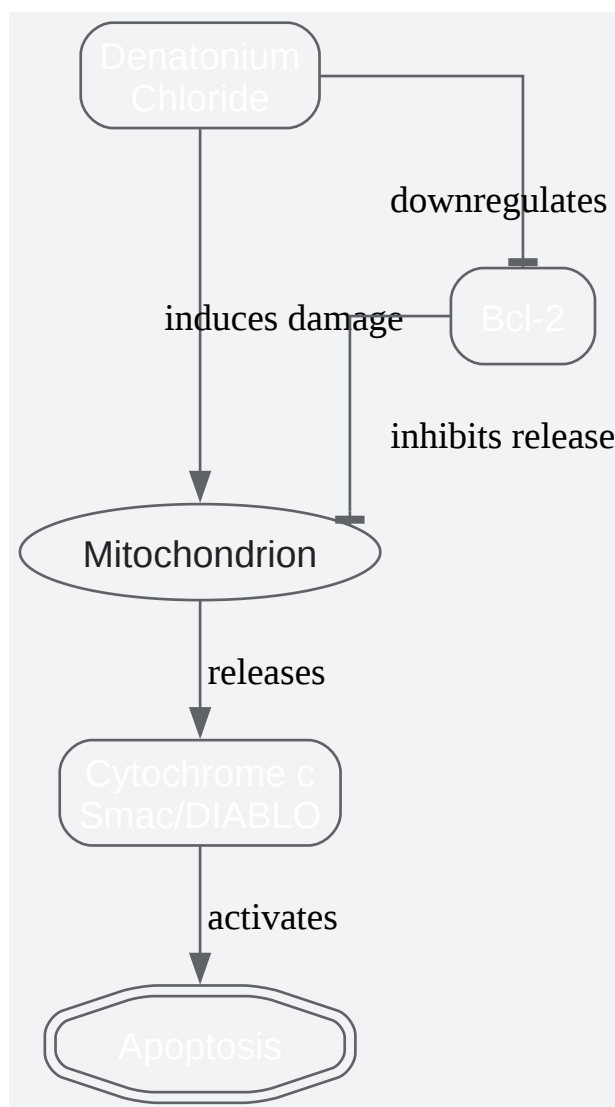 Denatonium
Chloride
downregulates
induces damage
Bcl-2
inhibits release
Mitochondrion
releases
Cytochrome c
Smac/DIABLO
activates
Apoptosis